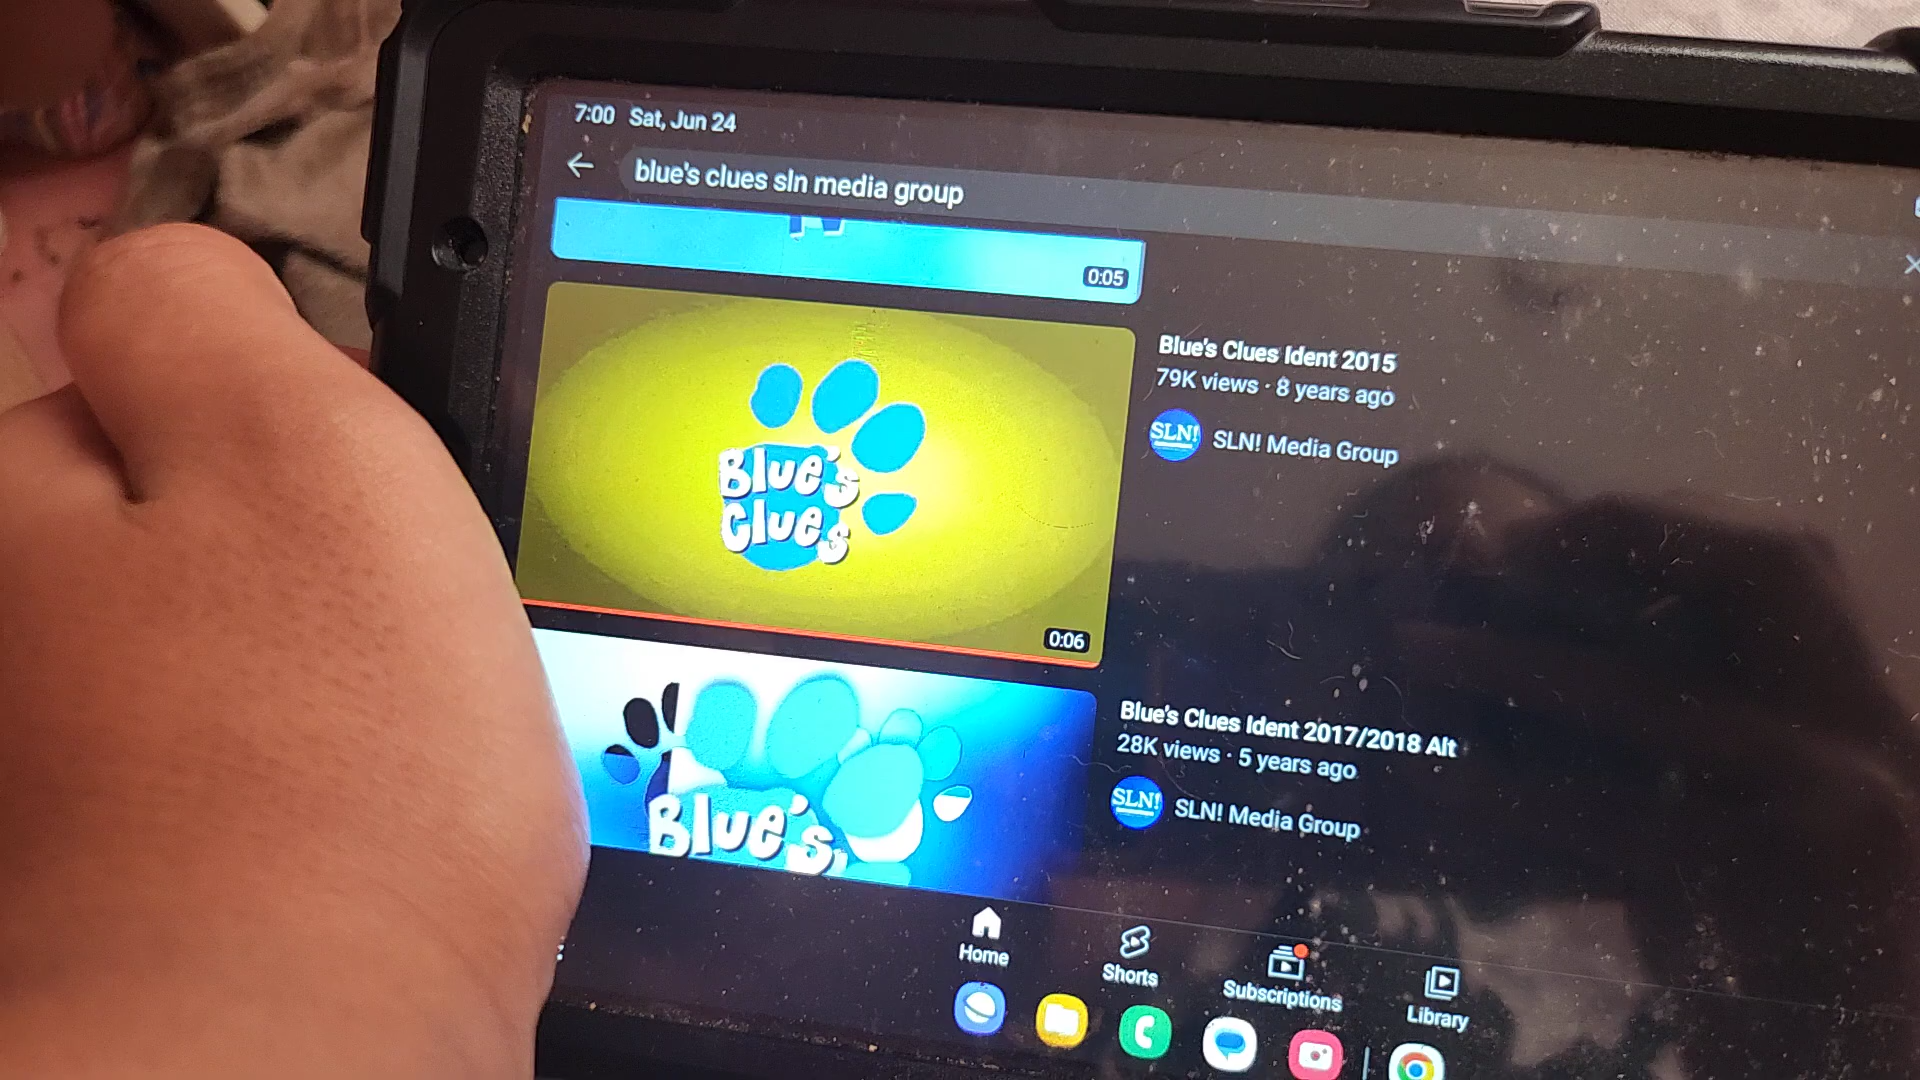 7:00 Sat, Jun 24
blue's clues sln media group
0:05
Blue's
Clues
0:06
Blue's Clues Ident 2015
79K views · 8 years ago
SLN!
SLN! Media Group
Blue's
Blue's Clues Ident 2017/2018 Alt
28K views · 5 years ago
SLN!
SLN! Media Group
Home
Shorts
Subscriptions
Library